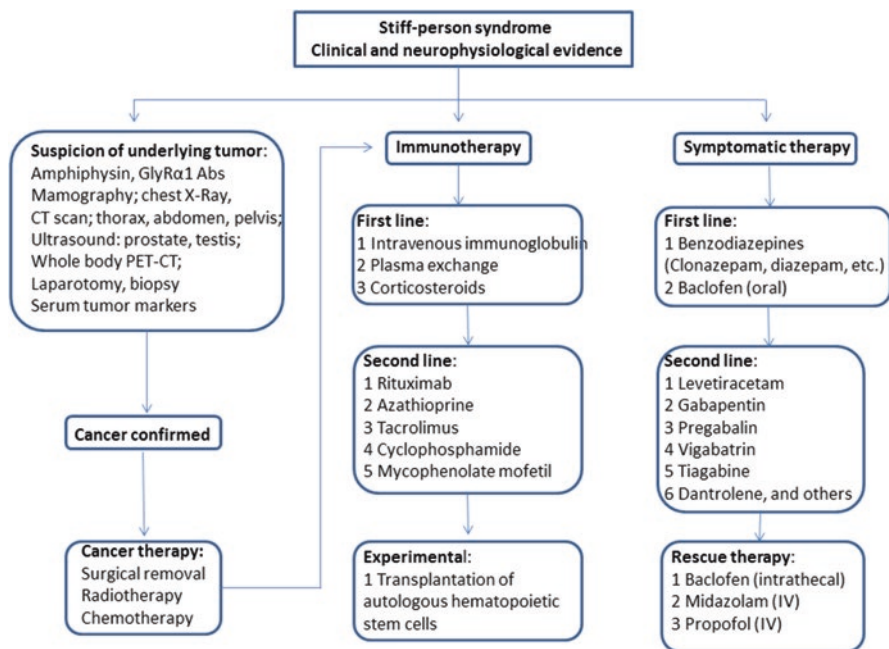 Stiff-person syndrome
Clinical and neurophysiological evidence
Suspicion of underlying tumor:
Amphiphysin, GlyRα1 Abs
Mamography; chest X-Ray,
CT scan; thorax, abdomen, pelvis;
Ultrasound: prostate, testis;
Whole body PET-CT;
Laparotomy, biopsy
Serum tumor markers
Cancer confirmed
Cancer therapy:
Surgical removal
Radiotherapy
Chemotherapy
Immunotherapy
First line:
1 Intravenous immunoglobulin
2 Plasma exchange
3 Corticosteroids
Second line:
1 Rituximab
2 Azathioprine
3 Tacrolimus
4 Cyclophosphamide
5 Mycophenolate mofetil
Experimental:
1 Transplantation of
autologous hematopoietic
stem cells
Symptomatic therapy
First line:
1 Benzodiazepines
(Clonazepam, diazepam, etc.)
2 Baclofen (oral)
Second line:
1 Levetiracetam
2 Gabapentin
3 Pregabalin
4 Vigabatrin
5 Tiagabine
6 Dantrolene, and others
Rescue therapy:
1 Baclofen (intrathecal)
2 Midazolam (IV)
3 Propofol (IV)